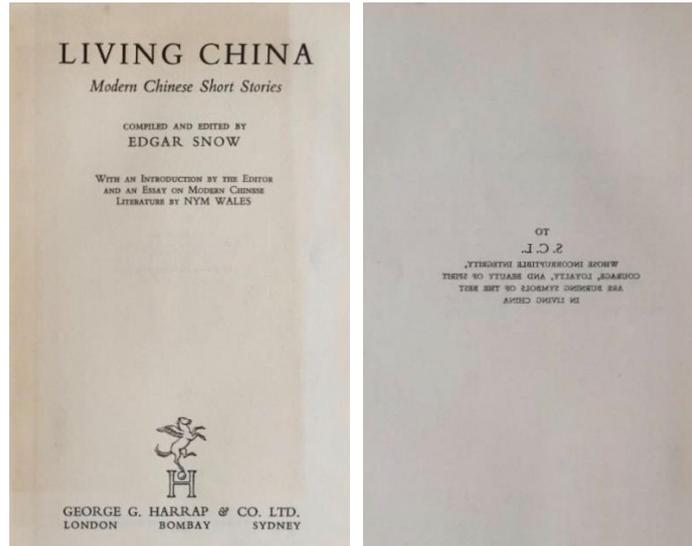 LIVING CHINA
Modern Chinese Short Stories
COMPILED AND EDITED BY
EDGAR SNOW
WITH AN INTRODUCTION BY THE EDITOR
AND AN ESSAY ON MODERN CHINESE
LITERATURE BY NYM WALES
H
GEORGE G. HARRAP & CO. LTD.
LONDON BOMBAY SYDNEY
TO
S.C.L.
WHOSE INCORRUPTIBLE INTEGRITY,
COURAGE, LOYALTY, AND BEAUTY OF SPIRIT
ARE BURNING SYMBOLS OF THE BEST
IN LIVING CHINA